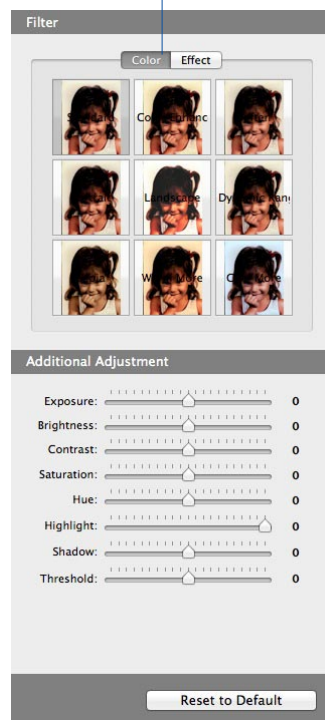 Filter
Color Effect
Landscape
Additional Adjustment
Exposure: 0
Brightness: 0
Contrast: 0
Saturation: 0
Hue: 0
Highlight: 0
Shadow: 0
Threshold: 0
Reset to Default